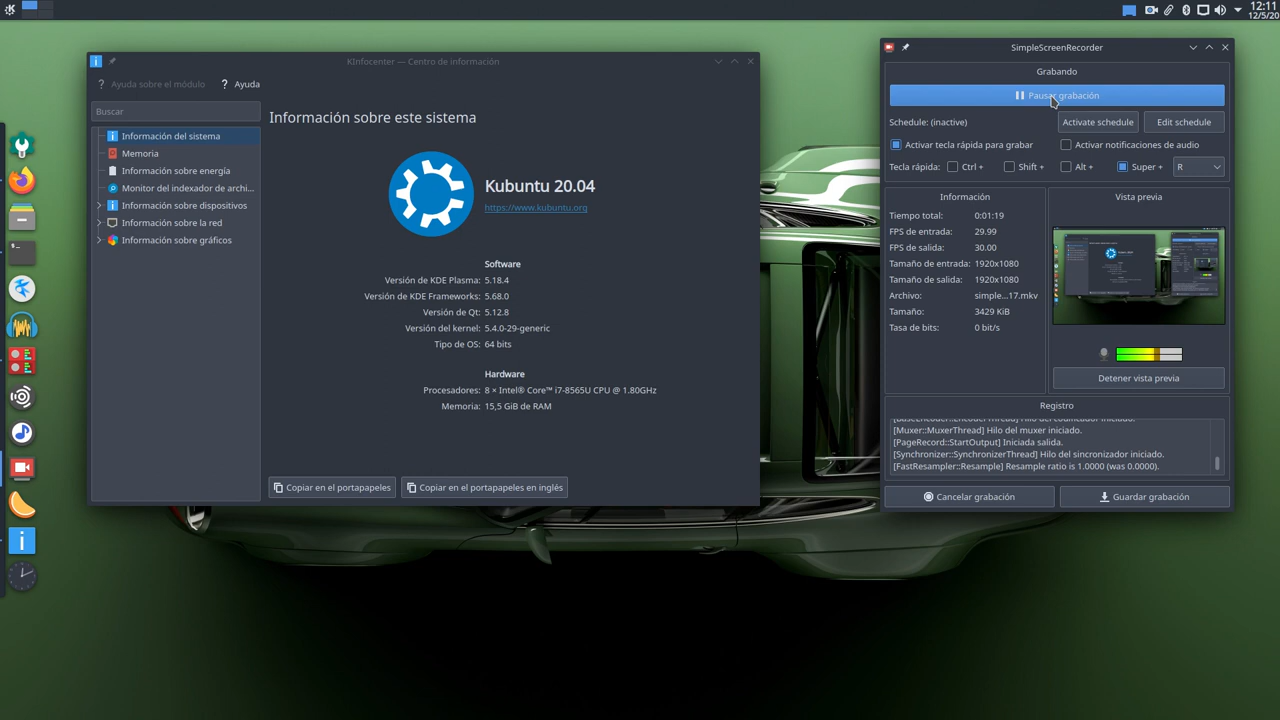 12:11
12/5/20
KInfocenter — Centro de información
Ayuda sobre el módulo
Ayuda
Buscar
Información del sistema
Memoria
Información sobre energía
Monitor del indexador de archi...
Información sobre dispositivos
Información sobre la red
Información sobre gráficos
Información sobre este sistema
Kubuntu 20.04
https://www.kubuntu.org
Software
Versión de KDE Plasma: 5.18.4
Versión de KDE Frameworks: 5.68.0
Versión de Qt: 5.12.8
Versión del kernel: 5.4.0-29-generic
Tipo de OS: 64 bits
Hardware
Procesadores: 8 × Intel® Core™ i7-8565U CPU @ 1.80GHz
Memoria: 15,5 GiB de RAM
Copiar en el portapapeles
Copiar en el portapapeles en inglés
SimpleScreenRecorder
Grabando
Pausar grabación
Schedule: (inactive)
Activate schedule
Edit schedule
Activar tecla rápida para grabar
Activar notificaciones de audio
Tecla rápida: Ctrl + Shift + Alt + Super + R
Información
Tiempo total: 0:01:19
FPS de entrada: 29.99
FPS de salida: 30.00
Tamaño de entrada: 1920x1080
Tamaño de salida: 1920x1080
Archivo: simple...17.mkv
Tamaño: 3429 KiB
Tasa de bits: 0 bit/s
Vista previa
Detener vista previa
Registro
[BaseEncoder::EncoderThread] Hilo del codificador iniciado.
[Muxer::MuxerThread] Hilo del muxer iniciado.
[PageRecord::StartOutput] Iniciada salida.
[Synchronizer::SynchronizerThread] Hilo del sincronizador iniciado.
[FastResampler::Resample] Resample ratio is 1.0000 (was 0.0000).
Cancelar grabación
Guardar grabación